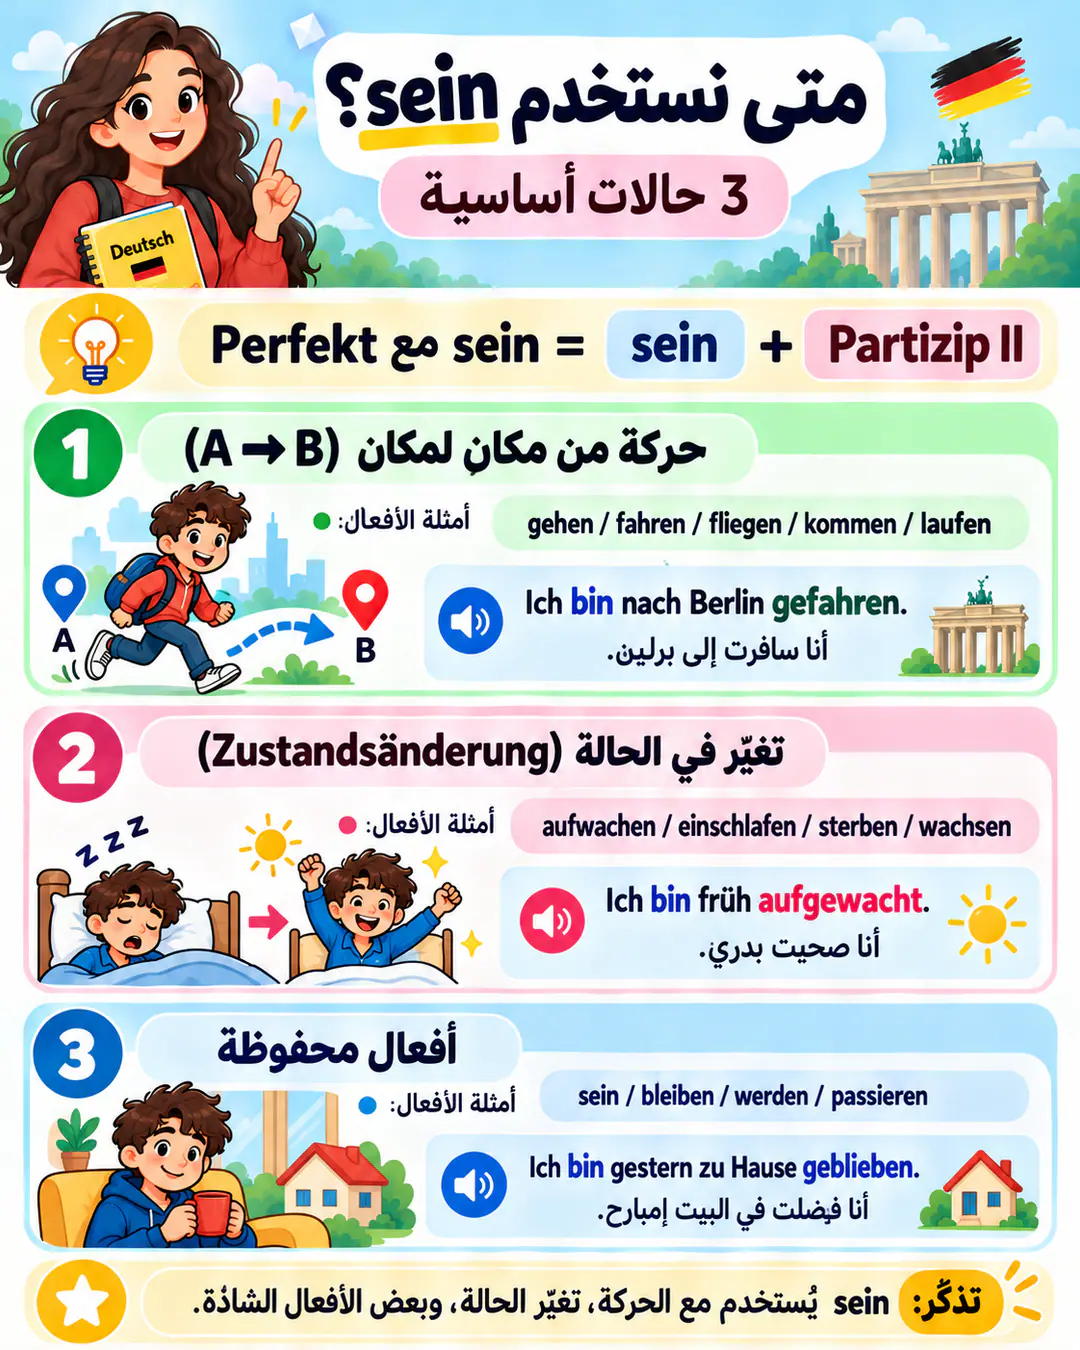 متى نستخدم sein؟
3 حالات أساسية
Deutsch
Perfekt مع sein = sein + Partizip II
1
حركة من مكان لمكان (A → B)
أمثلة الأفعال:
gehen / fahren / fliegen / kommen / laufen
A
B
Ich bin nach Berlin gefahren.
أنا سافرت إلى برلين.
2
تغيّر في الحالة (Zustandsänderung)
أمثلة الأفعال:
aufwachen / einschlafen / sterben / wachsen
z z z
Ich bin früh aufgewacht.
أنا صحيت بدري.
3
أفعال محفوظة
أمثلة الأفعال:
sein / bleiben / werden / passieren
Ich bin gestern zu Hause geblieben.
أنا فضلت في البيت إمبارح.
تذكّر: sein يُستخدم مع الحركة، تغيّر الحالة، وبعض الأفعال الشاذة.